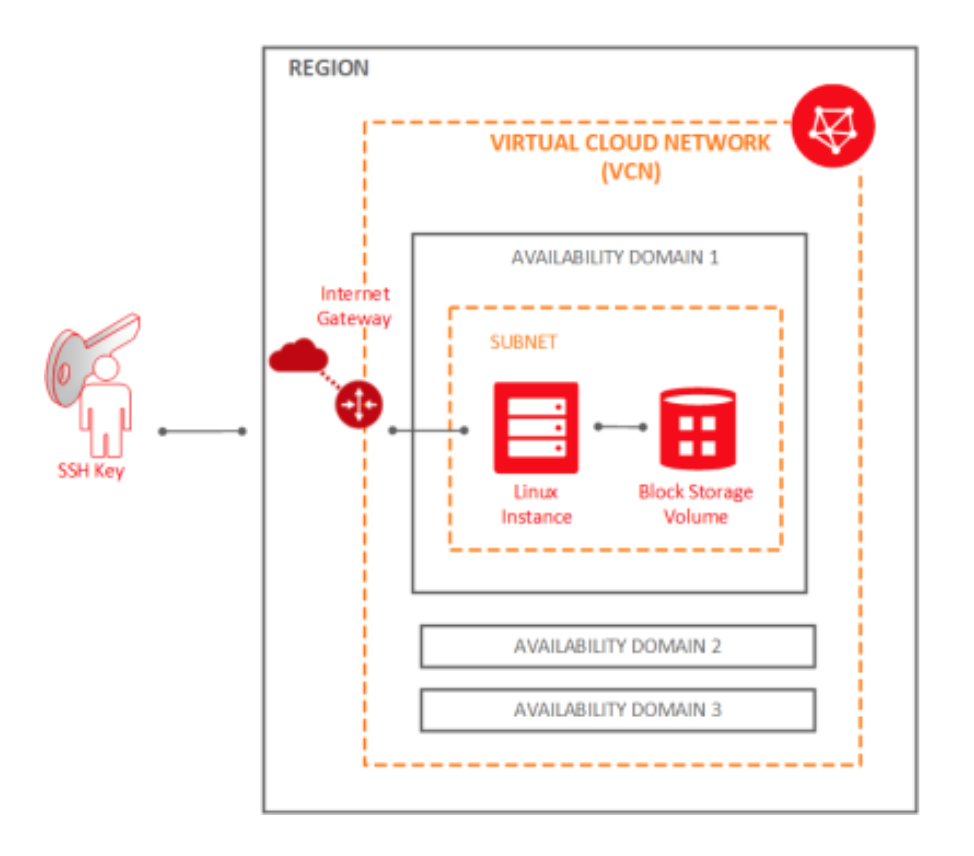 REGION
VIRTUAL CLOUD NETWORK
(VCN)
AVAILABILITY DOMAIN 1
Internet
Gateway
SUBNET
SSH Key
Linux
Instance
Block Storage
Volume
AVAILABILITY DOMAIN 2
AVAILABILITY DOMAIN 3